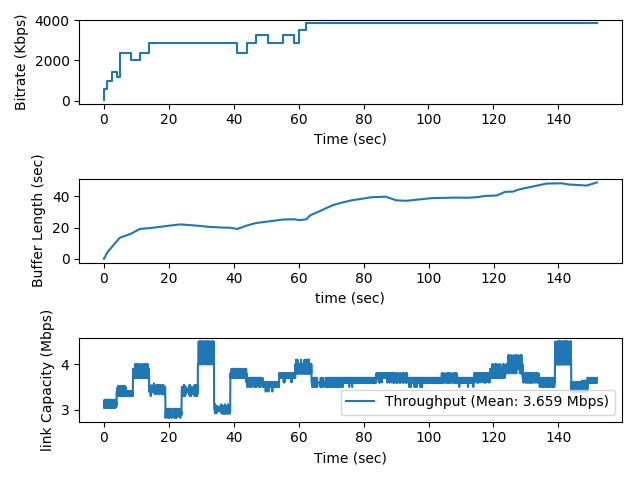 Bitrate (Kbps)
4000
2000
0
0 20 40 60 80 100 120 140
Time (sec)
Buffer Length (sec)
40
20
0
0 20 40 60 80 100 120 140
time (sec)
link Capacity (Mbps)
4
3
Throughput (Mean: 3.659 Mbps)
0 20 40 60 80 100 120 140
Time (sec)